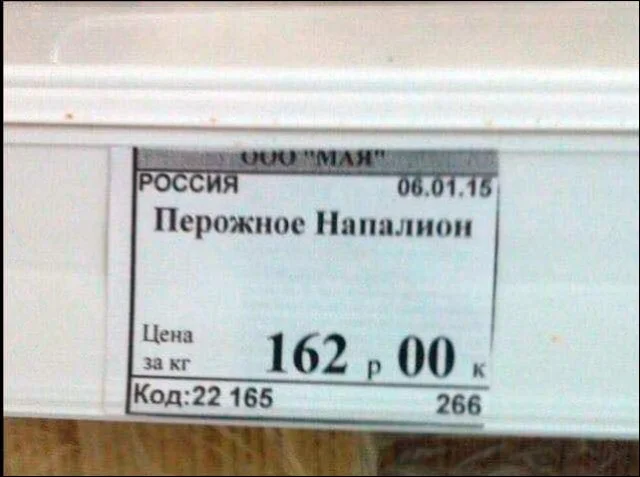 ООО "МАЯ"
РОССИЯ 06.01.15
Перожное Напалион
Цена за кг 162 р 00 к
Код:22 165 266